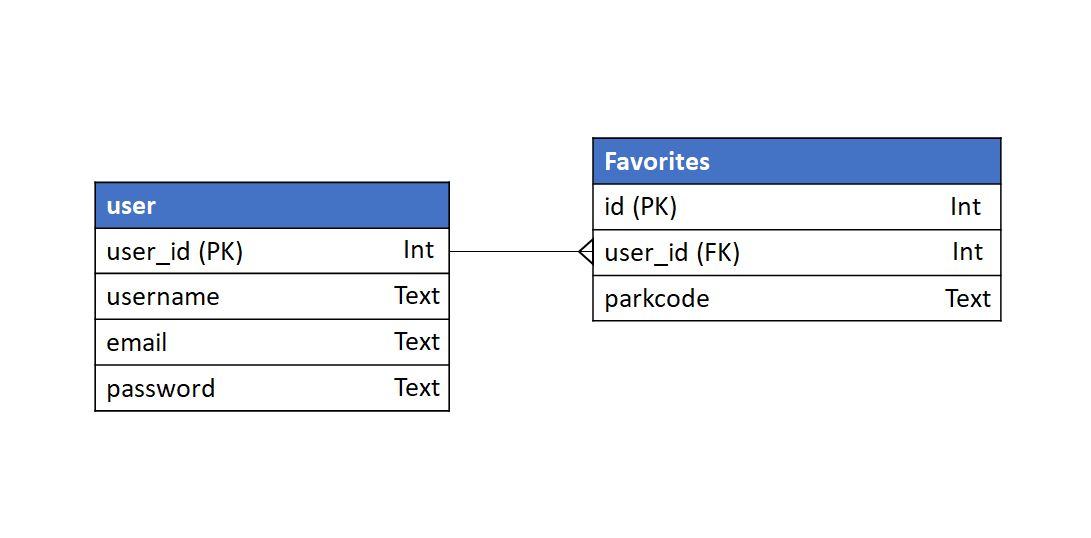 user
user_id (PK) Int
username Text
email Text
password Text
Favorites
id (PK) Int
user_id (FK) Int
parkcode Text